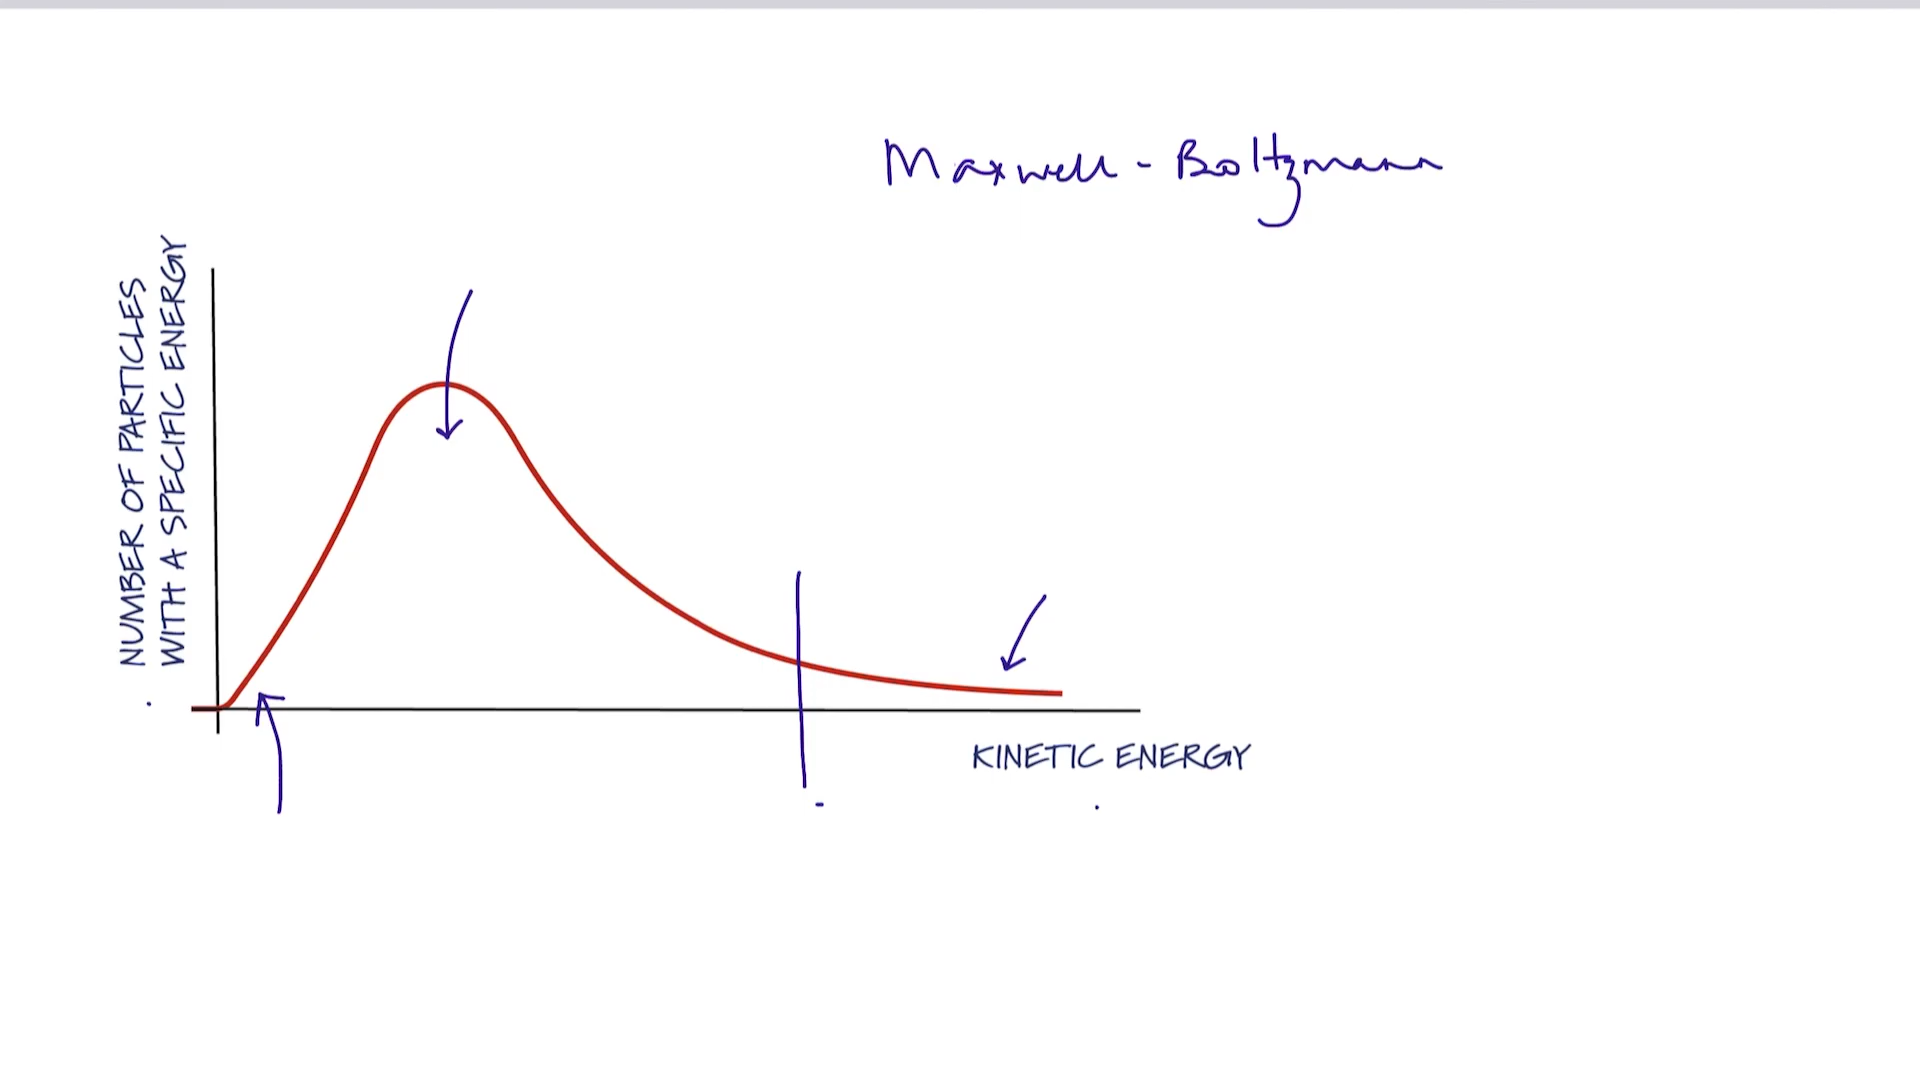 Maxwell - Boltzmann
NUMBER OF PARTICLES
WITH A SPECIFIC ENERGY
KINETIC ENERGY